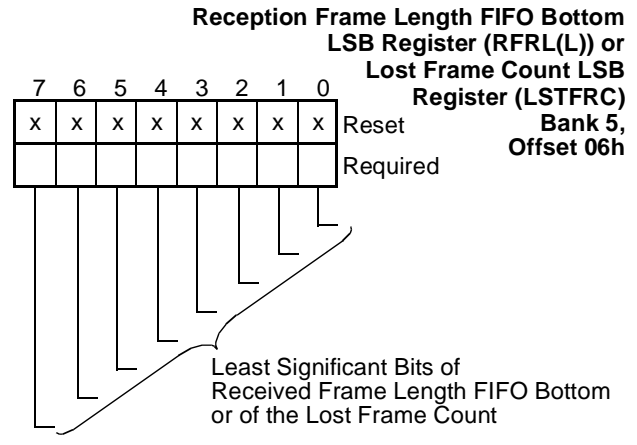 Reception Frame Length FIFO Bottom
LSB Register (RFRL(L)) or
Lost Frame Count LSB
Register (LSTFRC)
Bank 5,
Offset 06h
7 6 5 4 3 2 1 0
x x x x x x x x Reset
Required
Least Significant Bits of
Received Frame Length FIFO Bottom
or of the Lost Frame Count